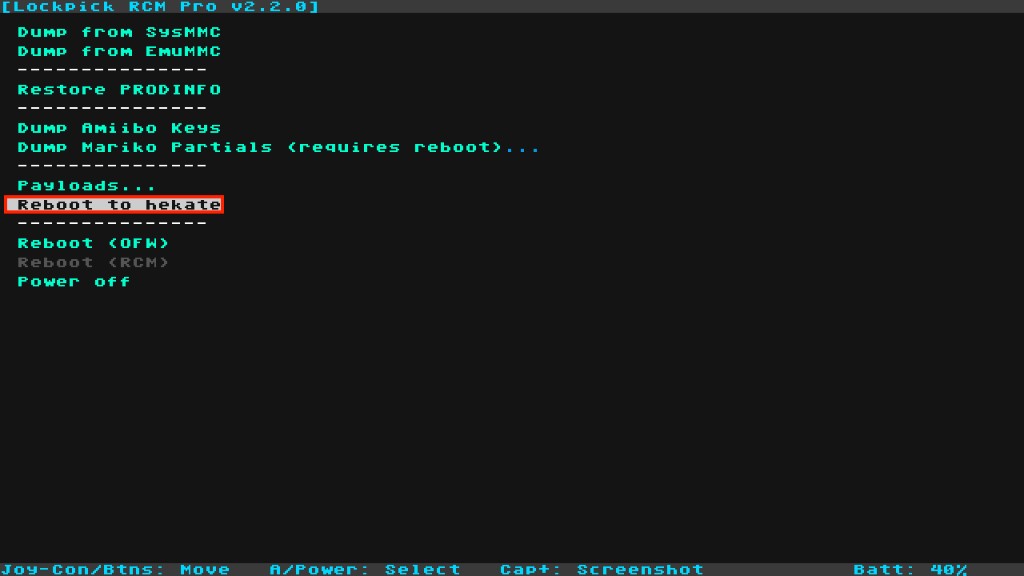 [Lockpick RCM Pro v2.2.0]
Dump from SysMMC
Dump from EmuMMC
---------------
Restore PRODINFO
---------------
Dump Amiibo Keys
Dump Mariko Partials (requires reboot)...
---------------
Payloads...
Reboot to hekate
---------------
Reboot (OFW)
Reboot (RCM)
Power off
Joy-Con/Btns: Move   A/Power: Select   Cap+: Screenshot   Batt: 40%